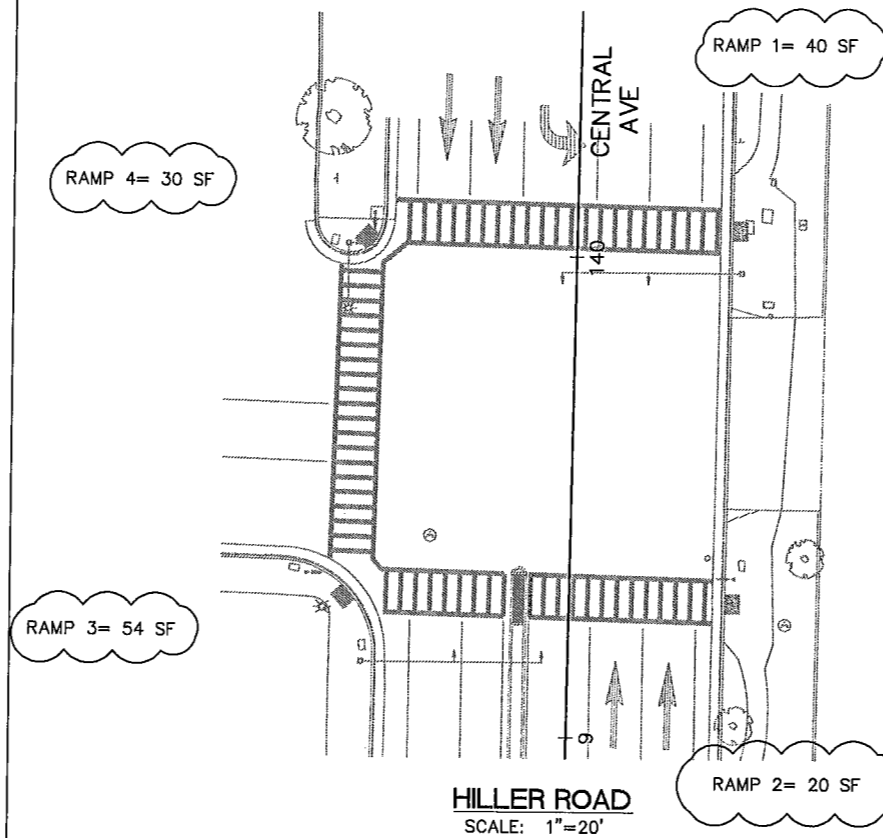 RAMP 1= 40 SF
CENTRAL
AVE
RAMP 4= 30 SF
140
RAMP 3= 54 SF
9
RAMP 2= 20 SF
HILLER ROAD
SCALE: 1"=20'